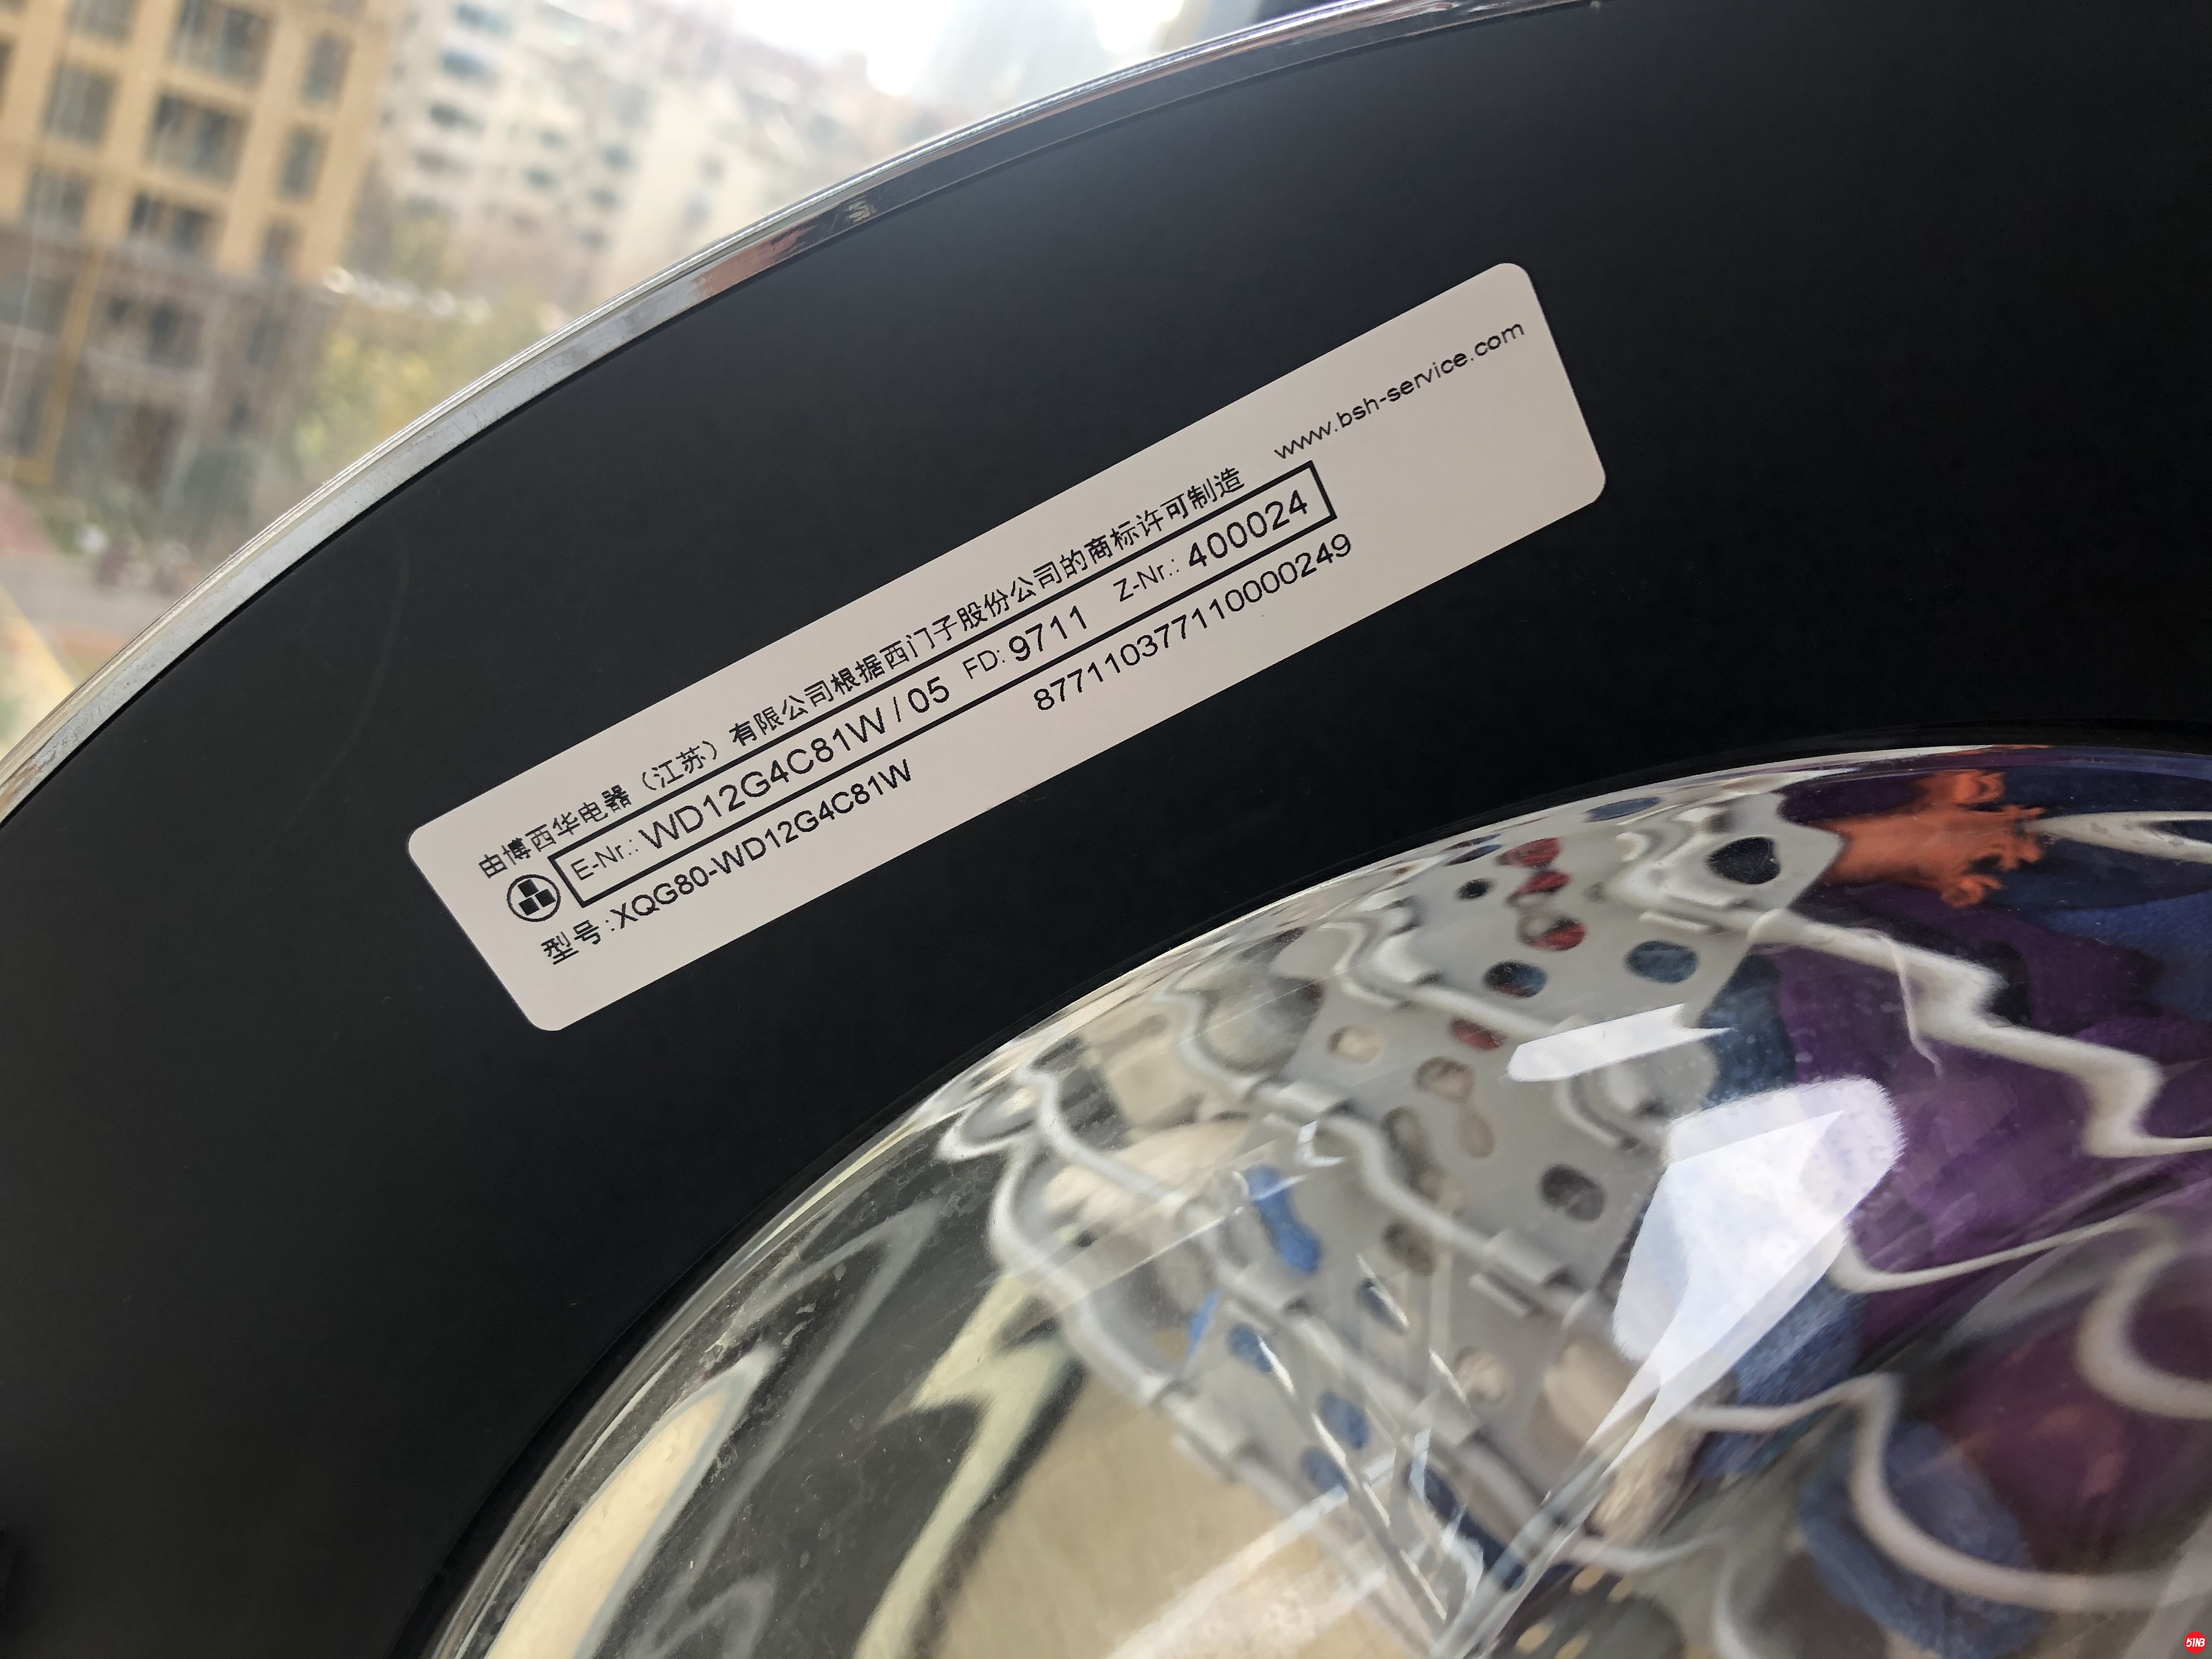 由博西华电器（江苏）有限公司根据西门子股份公司的商标许可制造 www.bsh-service.com
E-Nr.: WD12G4C81W / 05 FD: 9711 Z-Nr.: 400024
型号:XQG80-WD12G4C81W 877110377110000249
51NB